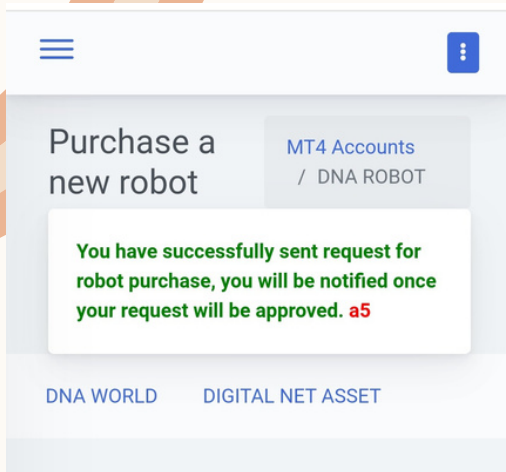 Purchase a
new robot
MT4 Accounts
/ DNA ROBOT
You have successfully sent request for
robot purchase, you will be notified once
your request will be approved. a5
DNA WORLD DIGITAL NET ASSET